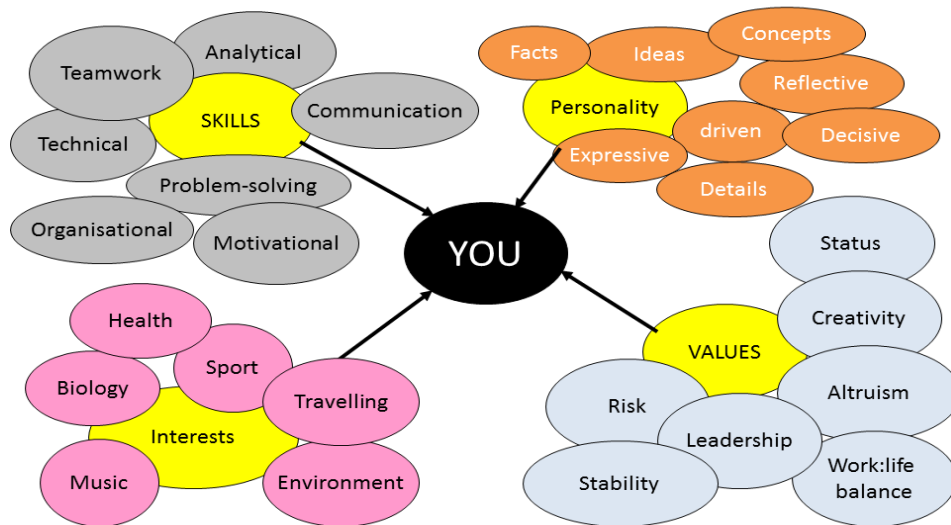 Analytical
Teamwork
SKILLS
Communication
Technical
Problem-solving
Organisational
Motivational
Facts
Ideas
Concepts
Reflective
Personality
driven
Decisive
Expressive
Details
YOU
Health
Sport
Biology
Travelling
Interests
Music
Environment
Status
Creativity
VALUES
Altruism
Risk
Leadership
Work:life
balance
Stability